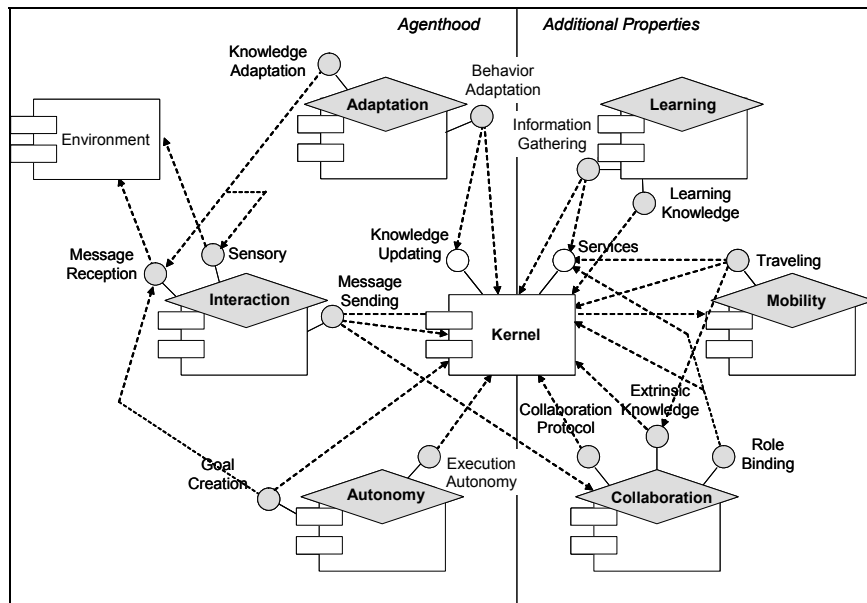 Agenthood
Additional Properties
Knowledge
Adaptation
Adaptation
Behavior
Adaptation
Learning
Information
Gathering
Environment
Learning
Knowledge
Message
Reception
Sensory
Knowledge
Updating
Services
Traveling
Interaction
Message
Sending
Kernel
Mobility
Collaboration
Protocol
Extrinsic
Knowledge
Role
Binding
Goal
Creation
Autonomy
Execution
Autonomy
Collaboration